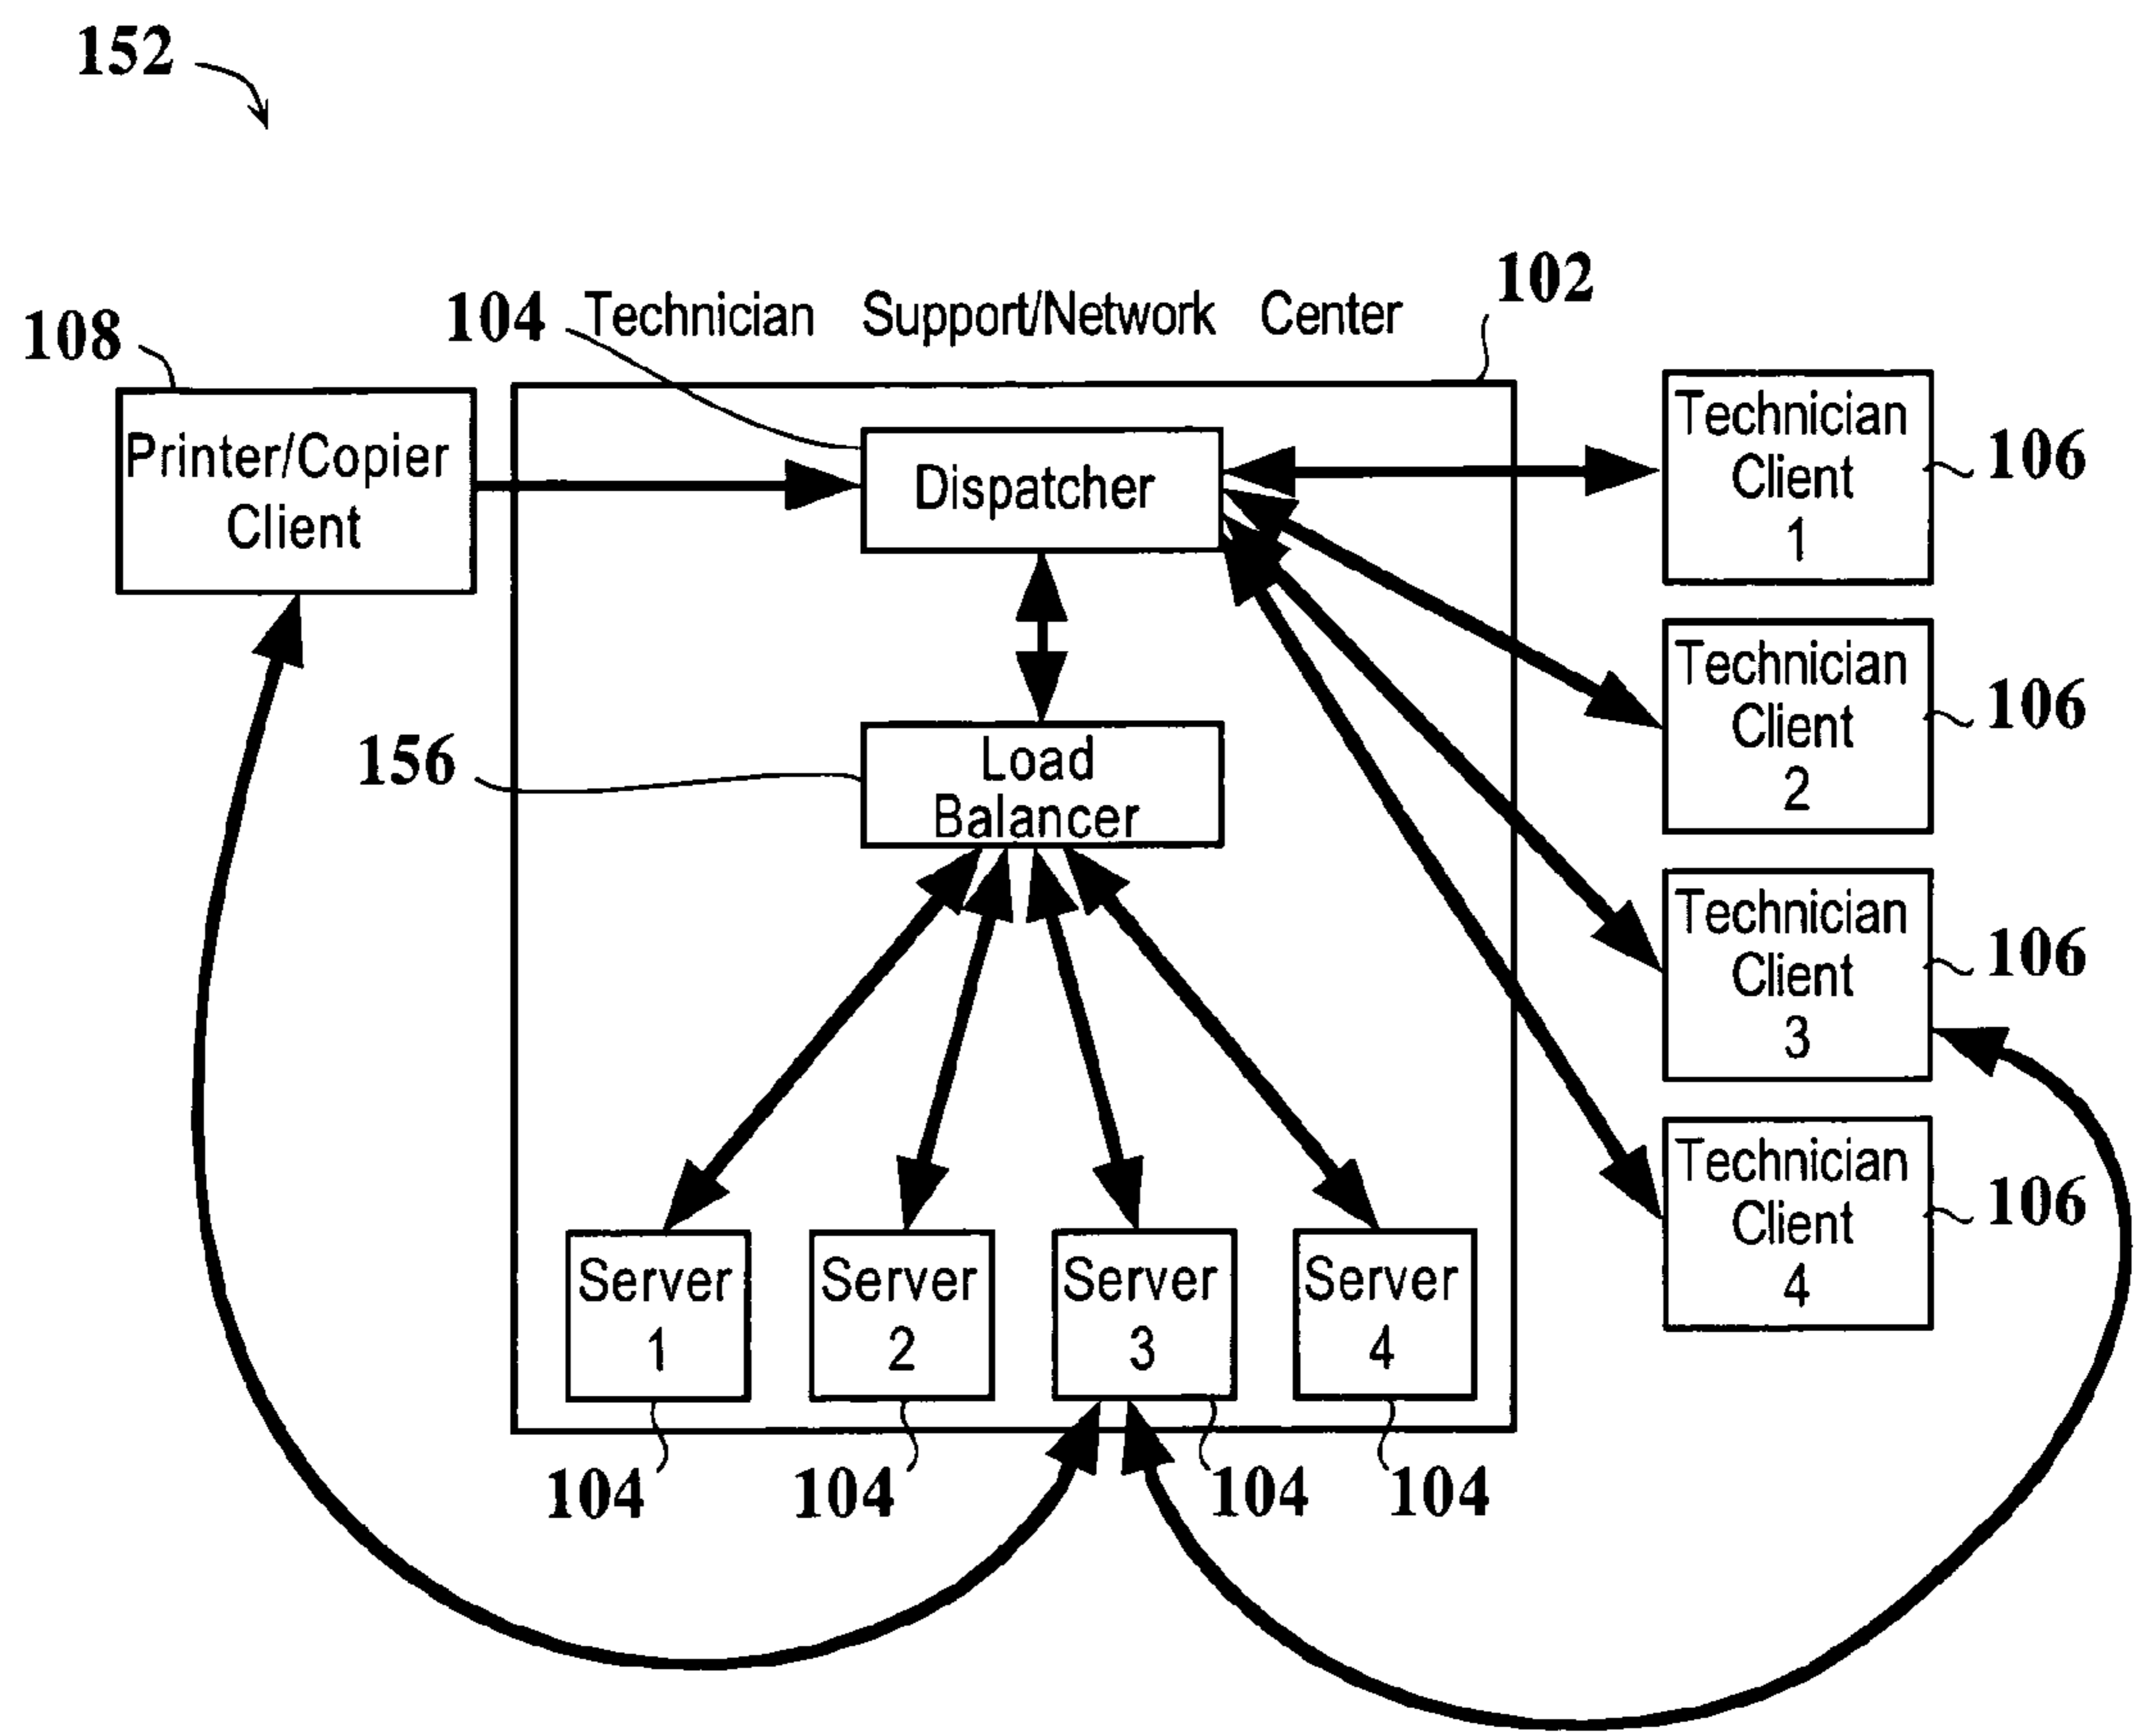 152
102
104 Technician Support/Network Center
108
Printer/Copier
Client
Dispatcher
Technician
Client
1
106
Technician
Client
2
106
156
Load
Balancer
Technician
Client
3
106
Technician
Client
4
106
Server
1
Server
2
Server
3
Server
4
104
104
104
104